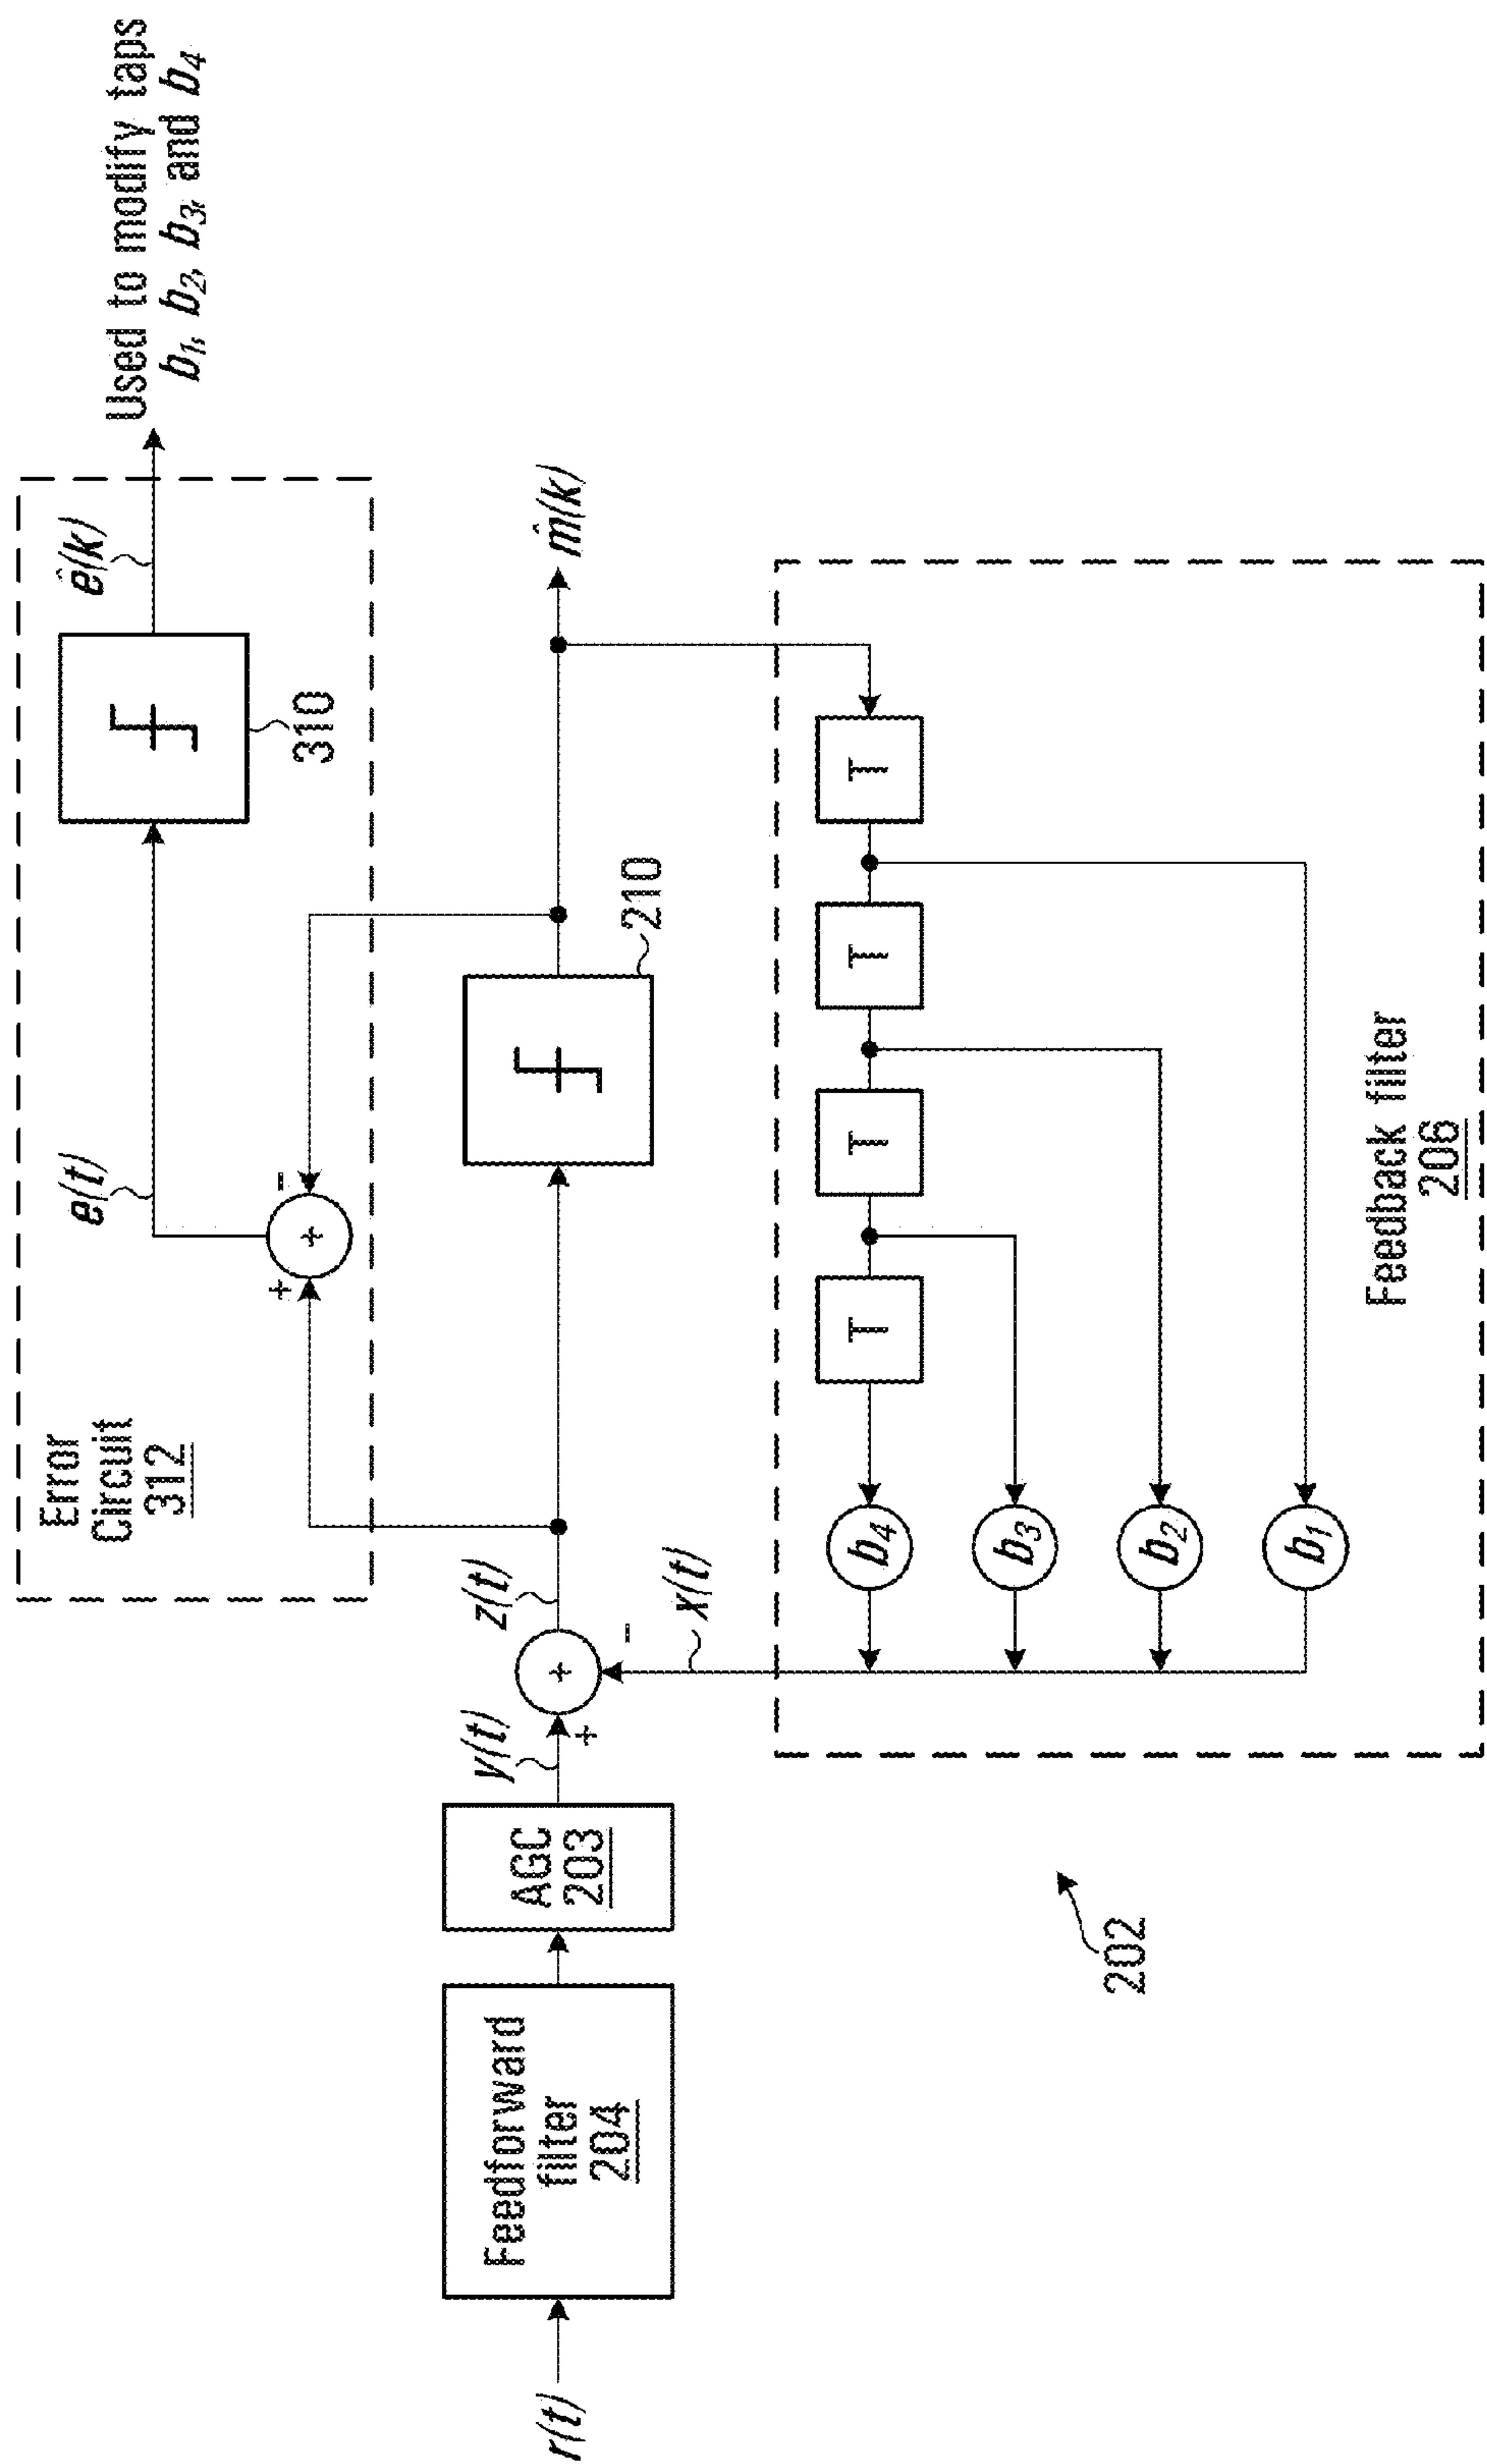 Error
Circuit
312
e(t)
ê(k)
Used to modify taps
b1, b2, b3, and b4
+
-
+
310
r(t)
Feedforward
filter
204
AGC
203
y(t)
+
+
-
z(t)
x(t)
210
m̂(k)
T
T
T
T
b4
b3
b2
b1
Feedback filter
206
202